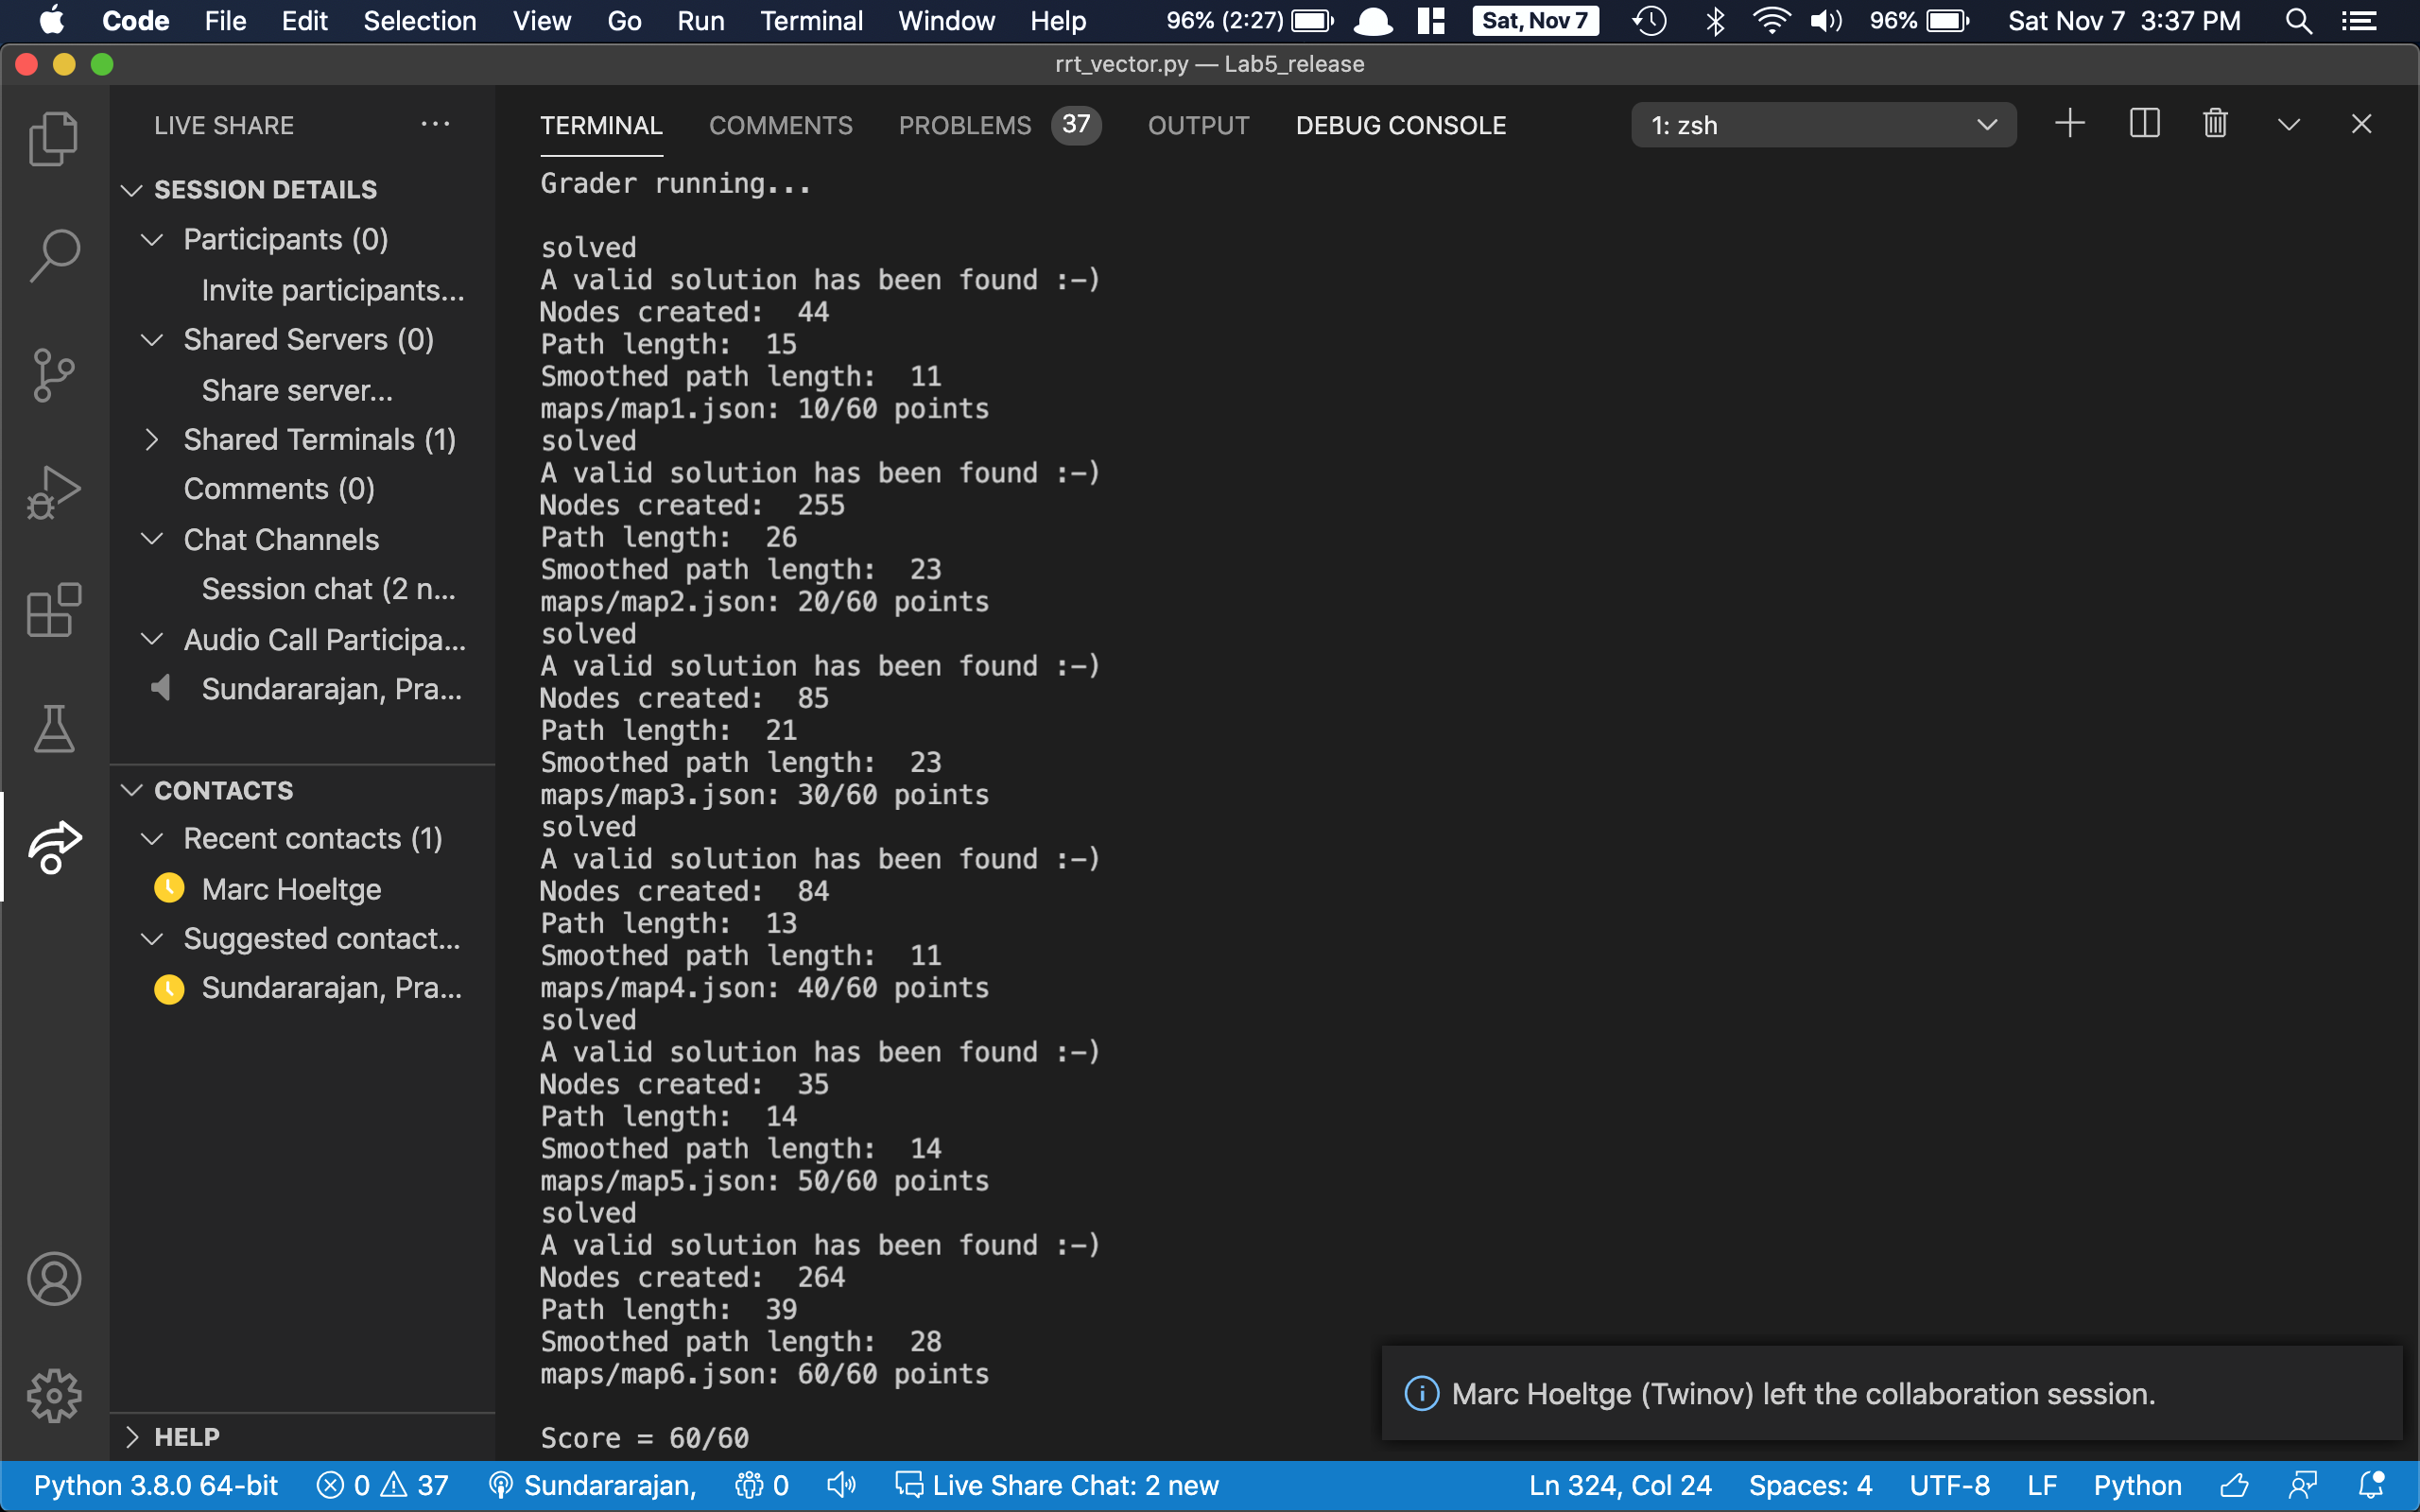 Code File Edit Selection View Go Run Terminal Window Help 96% (2:27) Sat, Nov 7 96% Sat Nov 7 3:37 PM
rrt_vector.py — Lab5_release
LIVE SHARE ...
SESSION DETAILS
Participants (0)
Invite participants...
Shared Servers (0)
Share server...
Shared Terminals (1)
Comments (0)
Chat Channels
Session chat (2 n...
Audio Call Participa...
Sundararajan, Pra...
CONTACTS
Recent contacts (1)
Marc Hoeltge
Suggested contact...
Sundararajan, Pra...
HELP
TERMINAL COMMENTS PROBLEMS 37 OUTPUT DEBUG CONSOLE 1: zsh
Grader running...
solved
A valid solution has been found :-)
Nodes created:  44
Path length:  15
Smoothed path length:  11
maps/map1.json: 10/60 points
solved
A valid solution has been found :-)
Nodes created:  255
Path length:  26
Smoothed path length:  23
maps/map2.json: 20/60 points
solved
A valid solution has been found :-)
Nodes created:  85
Path length:  21
Smoothed path length:  23
maps/map3.json: 30/60 points
solved
A valid solution has been found :-)
Nodes created:  84
Path length:  13
Smoothed path length:  11
maps/map4.json: 40/60 points
solved
A valid solution has been found :-)
Nodes created:  35
Path length:  14
Smoothed path length:  14
maps/map5.json: 50/60 points
solved
A valid solution has been found :-)
Nodes created:  264
Path length:  39
Smoothed path length:  28
maps/map6.json: 60/60 points
Score = 60/60
Marc Hoeltge (Twinov) left the collaboration session.
Python 3.8.0 64-bit 0 37 Sundararajan, 0 Live Share Chat: 2 new Ln 324, Col 24 Spaces: 4 UTF-8 LF Python